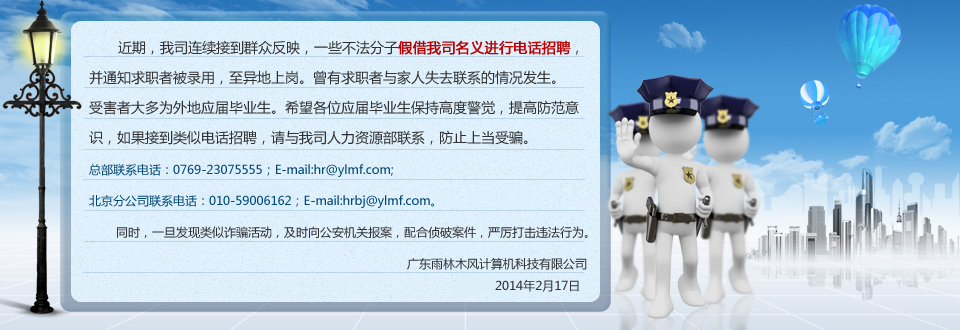 近期，我司连续接到群众反映，一些不法分子假借我司名义进行电话招聘，
并通知求职者被录用，至异地上岗。曾有求职者与家人失去联系的情况发生。
受害者大多为外地应届毕业生。希望各位应届毕业生保持高度警觉，提高防范意
识，如果接到类似电话招聘，请与我司人力资源部联系，防止上当受骗。
总部联系电话：0769-23075555；E-mail:hr@ylmf.com;
北京分公司联系电话：010-59006162；E-mail:hrbj@ylmf.com。
同时，一旦发现类似诈骗活动，及时向公安机关报案，配合侦破案件，严厉打击违法行为。
广东雨林木风计算机科技有限公司
2014年2月17日